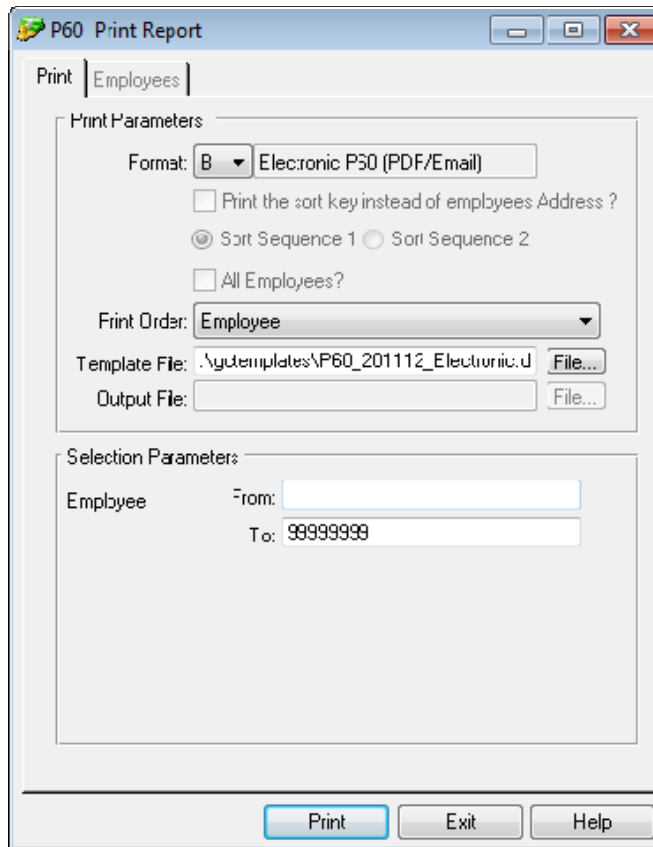 P60 Print Report
Print Employees
Print Parameters
Format: B Electronic P60 (PDF/Email)
Print the sort key instead of employees Address ?
Sort Sequence 1 Sort Sequence 2
All Employees?
Print Order: Employee
Template File: .\gctemplates\P60_201112_Electronic.d File...
Output File: File...
Selection Parameters
Employee From:
To: 99999999
Print Exit Help